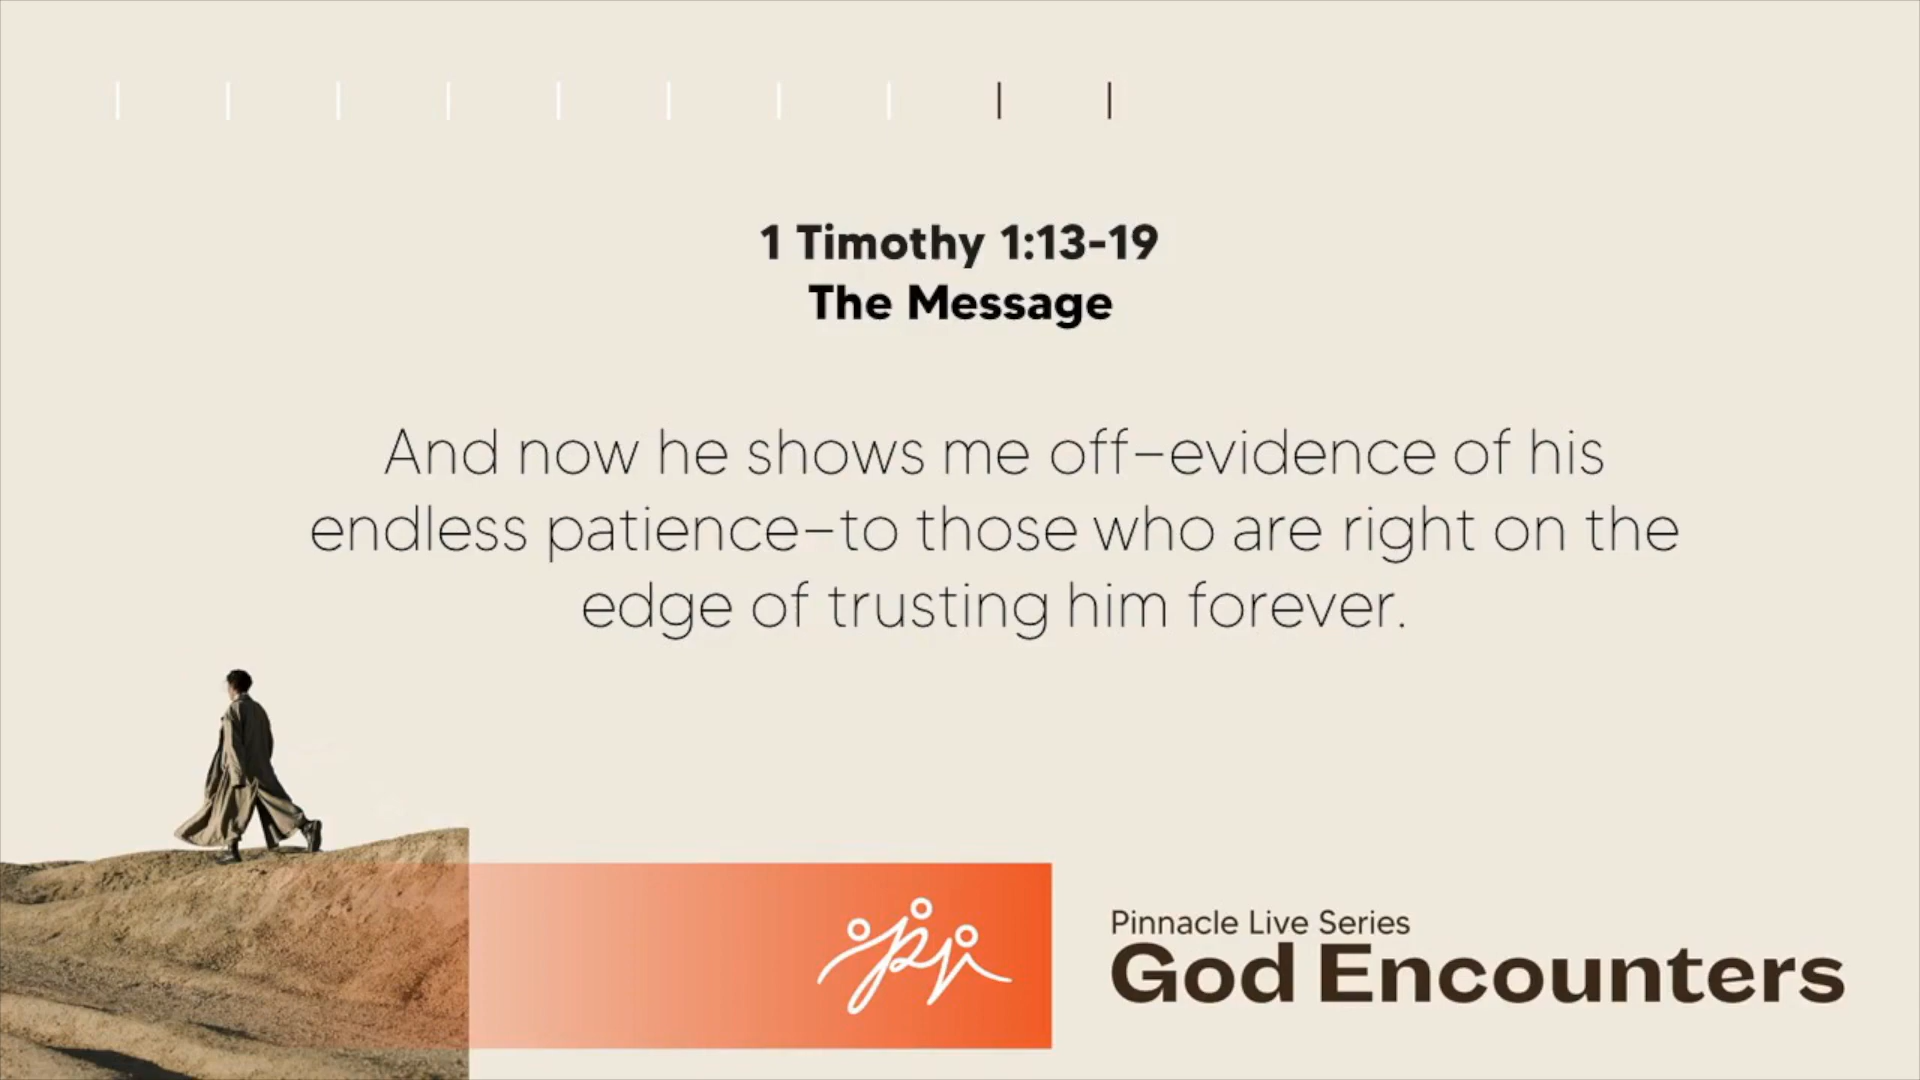 1 Timothy 1:13-19
The Message
And now he shows me off–evidence of his
endless patience–to those who are right on the
edge of trusting him forever.
Pinnacle Live Series
God Encounters